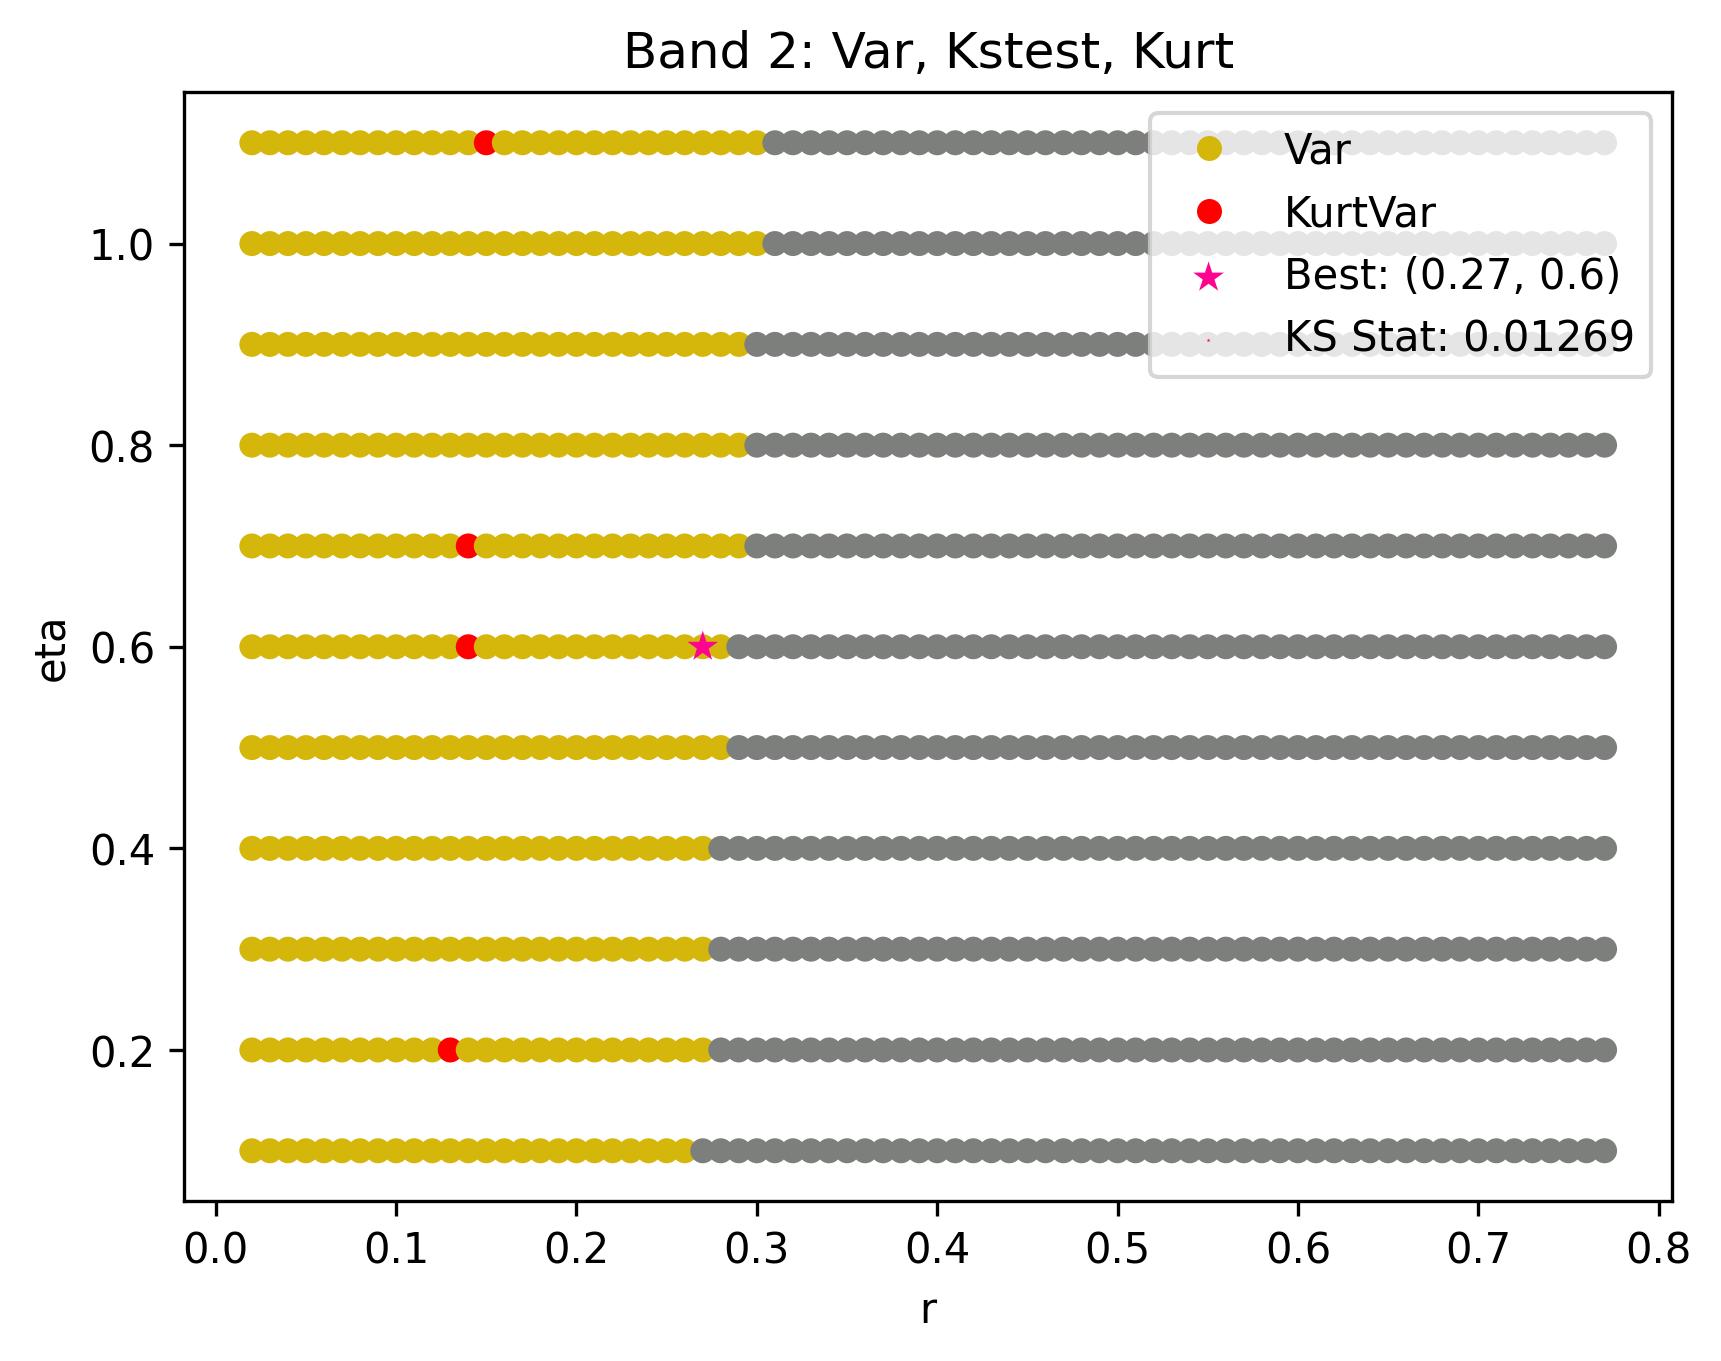 Band 2: Var, Kstest, Kurt
Var
KurtVar
Best: (0.27, 0.6)
KS Stat: 0.01269
eta
1.0
0.8
0.6
0.4
0.2
0.0 0.1 0.2 0.3 0.4 0.5 0.6 0.7 0.8
r